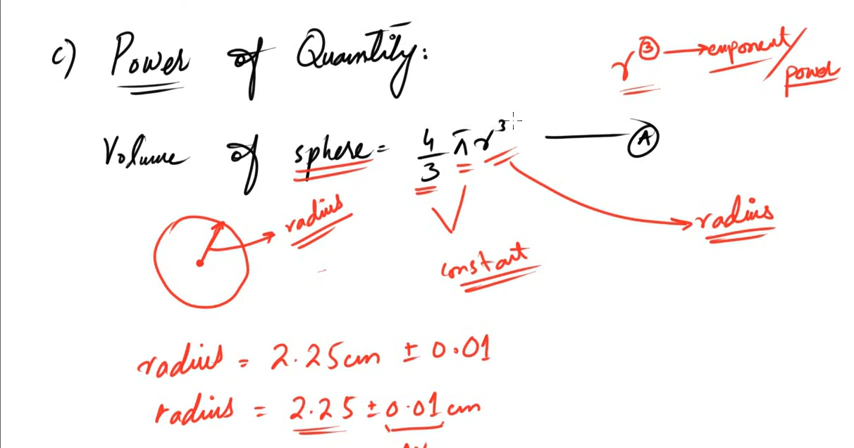 c) Power of Quantity:
r③ → exponent/power
Volume of sphere = 4/3 πr³ — Ⓐ
radius
radius
constant
radius = 2.25cm ± 0.01
radius = 2.25 ± 0.01 cm